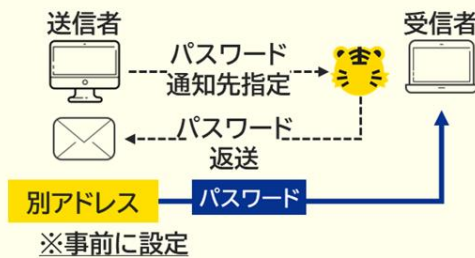 送信者
受信者
パスワード
通知先指定
パスワード
返送
別アドレス
パスワード
※事前に設定